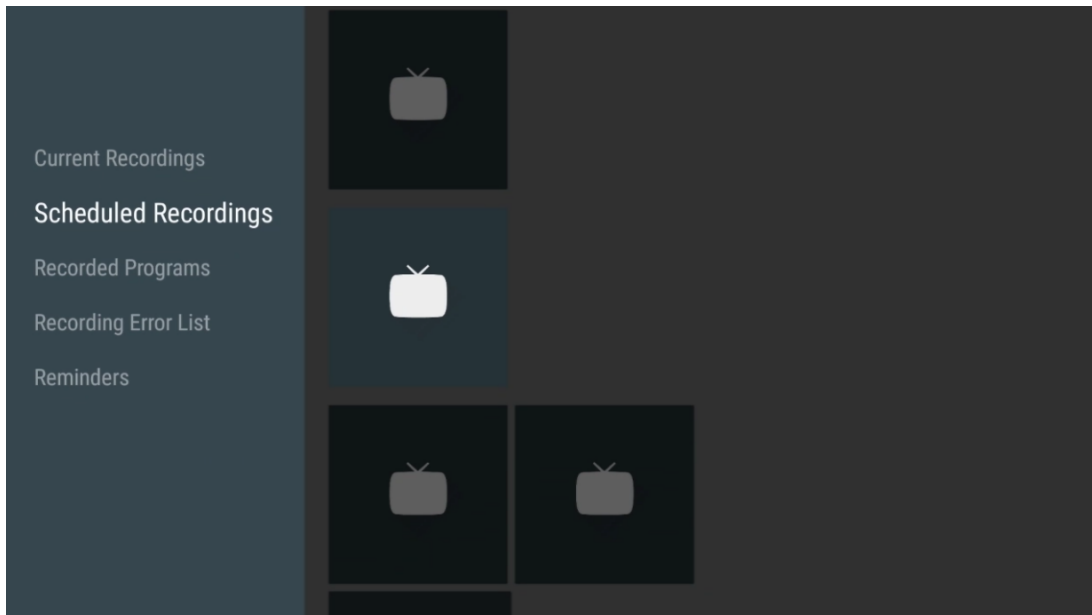 Current Recordings
Scheduled Recordings
Recorded Programs
Recording Error List
Reminders